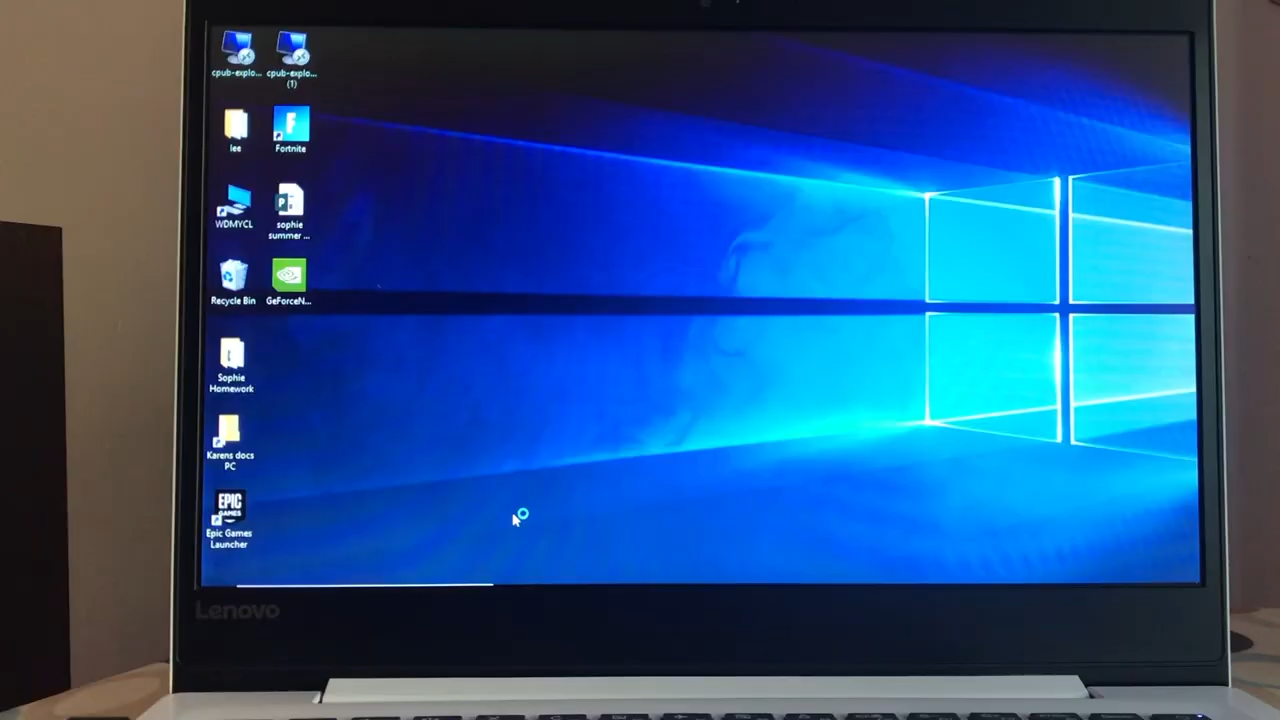 cpub-explo...
cpub-explo...
(1)
lee
F
Fortnite
WDMYCL
P
sophie
summer ...
Recycle Bin
GeForceN...
Sophie
Homework
Karens docs
PC
EPIC
GAMES
Epic Games
Launcher
Lenovo